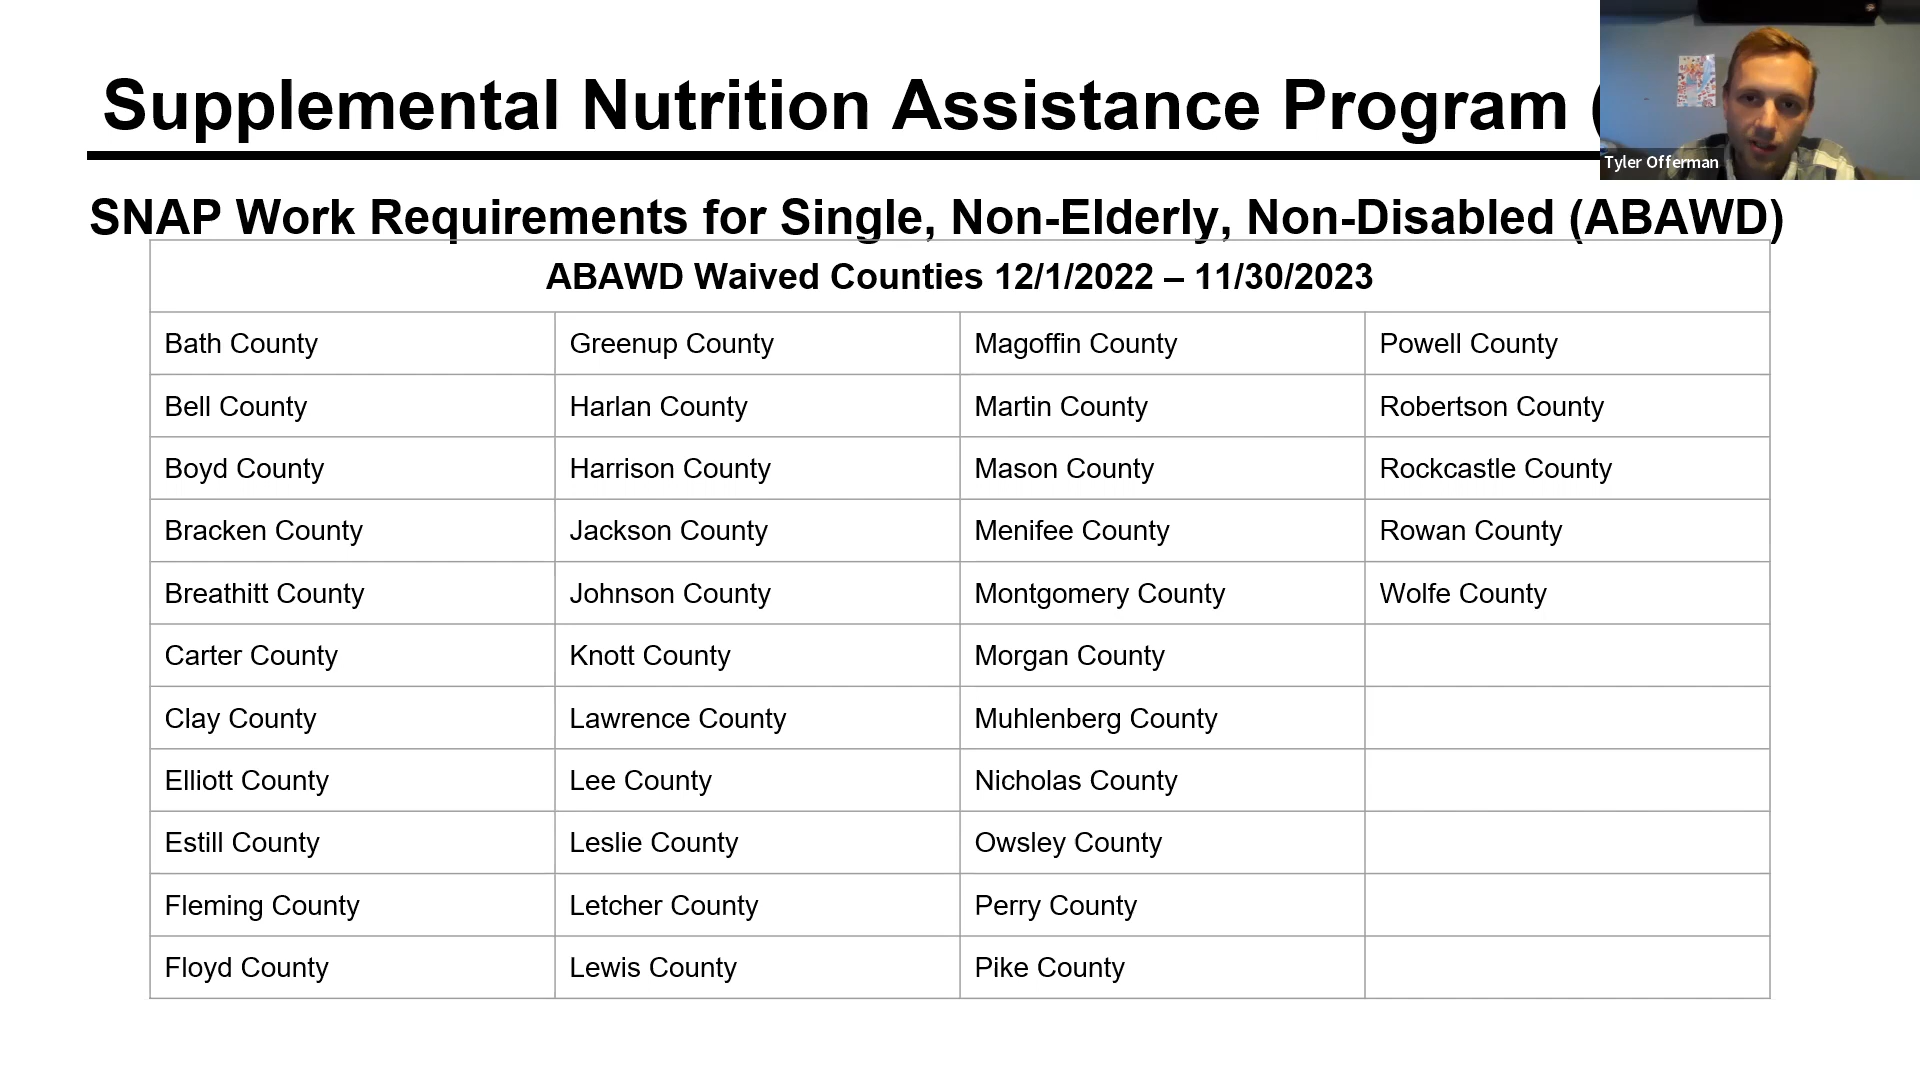 Supplemental Nutrition Assistance Program (
Tyler Offerman
SNAP Work Requirements for Single, Non-Elderly, Non-Disabled (ABAWD)
ABAWD Waived Counties 12/1/2022 – 11/30/2023
Bath County Greenup County Magoffin County Powell County
Bell County Harlan County Martin County Robertson County
Boyd County Harrison County Mason County Rockcastle County
Bracken County Jackson County Menifee County Rowan County
Breathitt County Johnson County Montgomery County Wolfe County
Carter County Knott County Morgan County
Clay County Lawrence County Muhlenberg County
Elliott County Lee County Nicholas County
Estill County Leslie County Owsley County
Fleming County Letcher County Perry County
Floyd County Lewis County Pike County